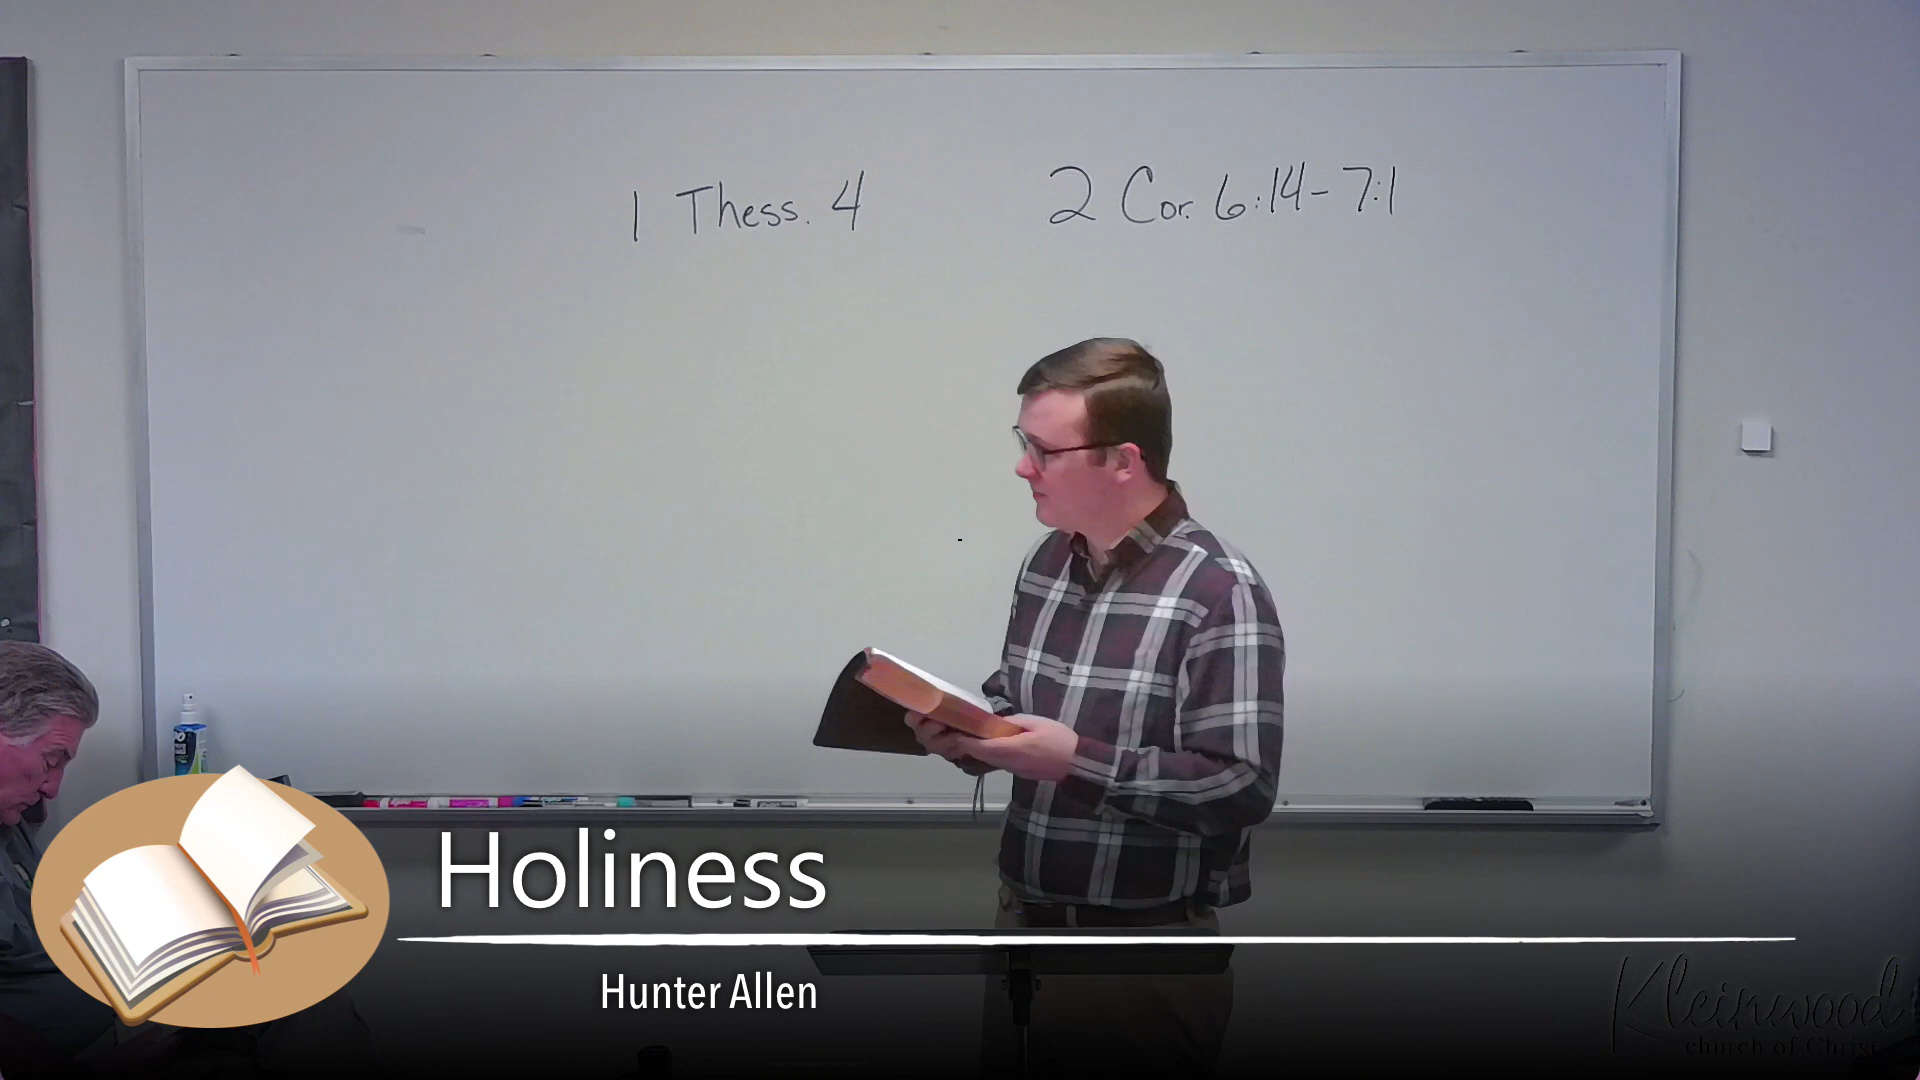 1 Thess. 4
2 Cor. 6:14-7:1
Holiness
Hunter Allen
Kleinwood
church of Christ